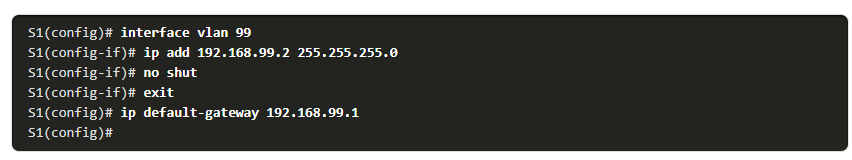 S1(config)# interface vlan 99
S1(config-if)# ip add 192.168.99.2 255.255.255.0
S1(config-if)# no shut
S1(config-if)# exit
S1(config)# ip default-gateway 192.168.99.1
S1(config)#